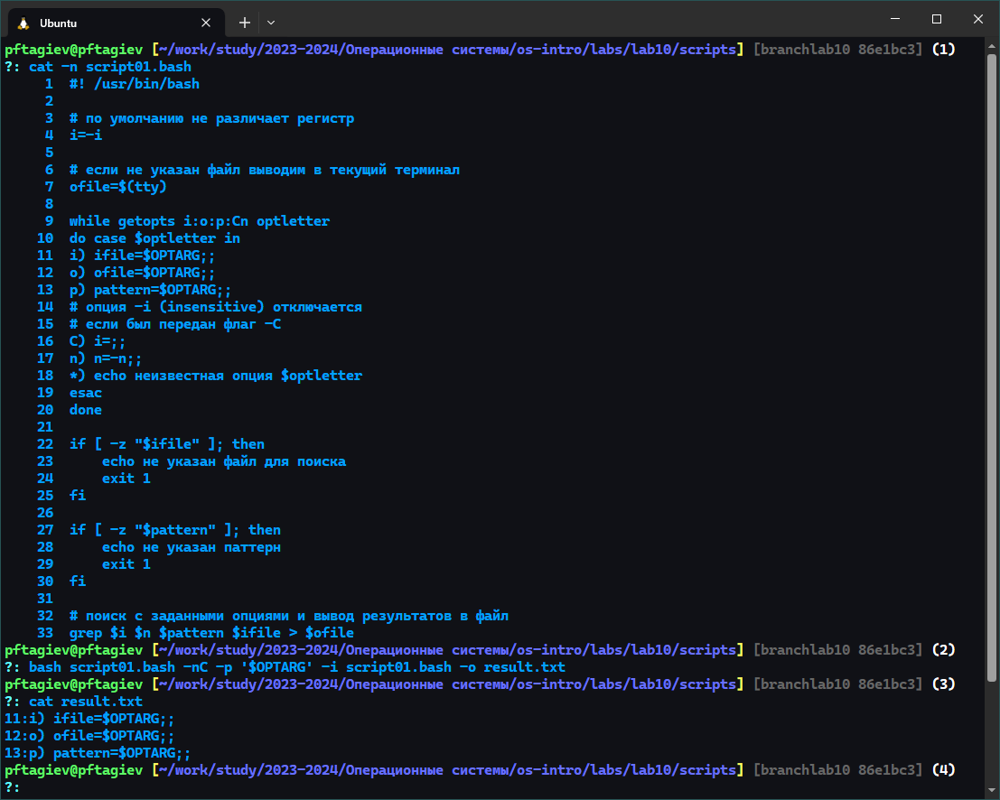 Ubuntu
pftagiev@pftagiev [~/work/study/2023-2024/Операционные системы/os-intro/labs/lab10/scripts] [branchlab10 86e1bc3] (1)
?: cat -n script01.bash
     1  #! /usr/bin/bash
     2
     3  # по умолчанию не различает регистр
     4  i=-i
     5
     6  # если не указан файл выводим в текущий терминал
     7  ofile=$(tty)
     8
     9  while getopts i:o:p:Cn optletter
    10  do case $optletter in
    11  i) ifile=$OPTARG;;
    12  o) ofile=$OPTARG;;
    13  p) pattern=$OPTARG;;
    14  # опция -i (insensitive) отключается
    15  # если был передан флаг -C
    16  C) i=;;
    17  n) n=-n;;
    18  *) echo неизвестная опция $optletter
    19  esac
    20  done
    21
    22  if [ -z "$ifile" ]; then
    23      echo не указан файл для поиска
    24      exit 1
    25  fi
    26
    27  if [ -z "$pattern" ]; then
    28      echo не указан паттерн
    29      exit 1
    30  fi
    31
    32  # поиск с заданными опциями и вывод результатов в файл
    33  grep $i $n $pattern $ifile > $ofile
pftagiev@pftagiev [~/work/study/2023-2024/Операционные системы/os-intro/labs/lab10/scripts] [branchlab10 86e1bc3] (2)
?: bash script01.bash -nC -p '$OPTARG' -i script01.bash -o result.txt
pftagiev@pftagiev [~/work/study/2023-2024/Операционные системы/os-intro/labs/lab10/scripts] [branchlab10 86e1bc3] (3)
?: cat result.txt
11:i) ifile=$OPTARG;;
12:o) ofile=$OPTARG;;
13:p) pattern=$OPTARG;;
pftagiev@pftagiev [~/work/study/2023-2024/Операционные системы/os-intro/labs/lab10/scripts] [branchlab10 86e1bc3] (4)
?: